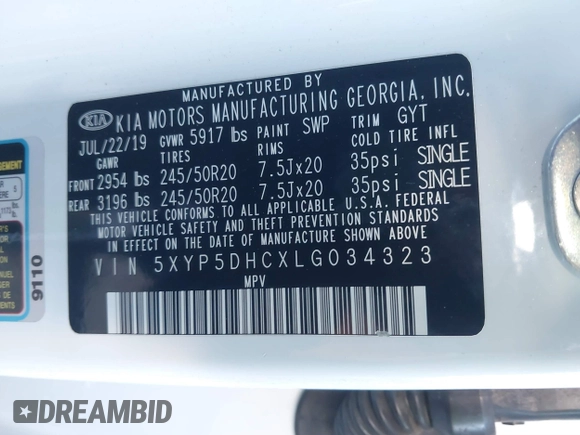 MANUFACTURED BY
KIA KIA MOTORS MANUFACTURING GEORGIA, INC.
JUL/22/19 GVWR 5917 lbs PAINT SWP TRIM GYT
GAWR TIRES RIMS COLD TIRE INFL
FRONT 2954 lbs 245/50R20 7.5Jx20 35psi SINGLE
REAR 3196 lbs 245/50R20 7.5Jx20 35psi SINGLE
THIS VEHICLE CONFORMS TO ALL APPLICABLE U.S.A. FEDERAL
MOTOR VEHICLE SAFETY AND THEFT PREVENTION STANDARDS
IN EFFECT ON THE DATE OF MANUFACTURE SHOWN ABOVE.
VIN 5XYP5DHCXLG034323
MPV
9110
DREAMBID